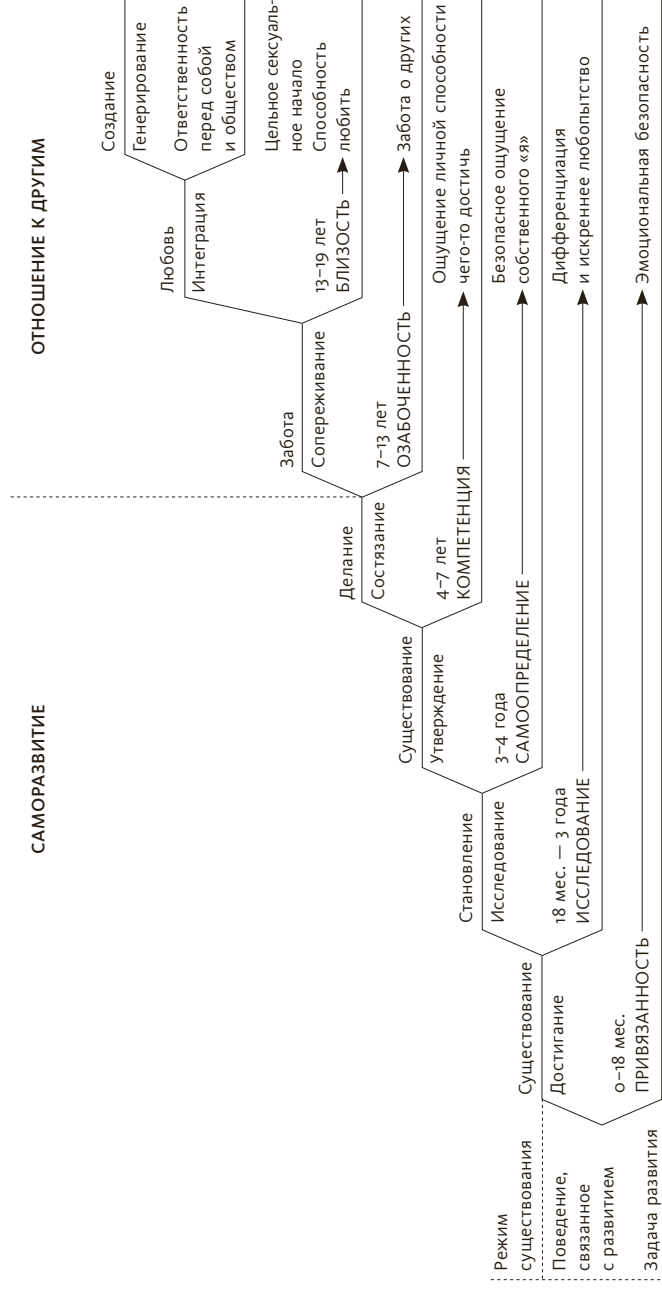 САМОРАЗВИТИЕ
ОТНОШЕНИЕ К ДРУГИМ
Режим
существования
Поведение,
связанное
с развитием
Задача развития
Существование
Достигание
0–18 мес.
ПРИВЯЗАННОСТЬ
Эмоциональная безопасность
Становление
Исследование
18 мес. — 3 года
ИССЛЕДОВАНИЕ
Дифференциация
и искреннее любопытство
Существование
Утверждение
3–4 года
САМООПРЕДЕЛЕНИЕ
Безопасное ощущение
собственного «я»
Делание
Состязание
4–7 лет
КОМПЕТЕНЦИЯ
Ощущение личной способности
чего-то достичь
Забота
Сопереживание
7–13 лет
ОЗАБОЧЕННОСТЬ
Забота о других
Любовь
Интеграция
13–19 лет
БЛИЗОСТЬ
Цельное сексуаль-
ное начало
Способность
любить
Создание
Генерирование
Ответственность
перед собой
и обществом